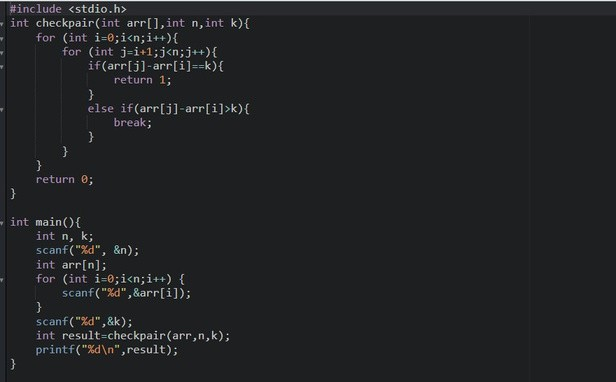 #include <stdio.h>
int checkpair(int arr[],int n,int k){
    for (int i=0;i<n;i++){
        for (int j=i+1;j<n;j++){
            if(arr[j]-arr[i]==k){
                return 1;
            }
            else if(arr[j]-arr[i]>k){
                break;
            }
        }
    }
    return 0;
}

int main(){
    int n, k;
    scanf("%d", &n);
    int arr[n];
    for (int i=0;i<n;i++) {
        scanf("%d",&arr[i]);
    }
    scanf("%d",&k);
    int result=checkpair(arr,n,k);
    printf("%d\n",result);
}